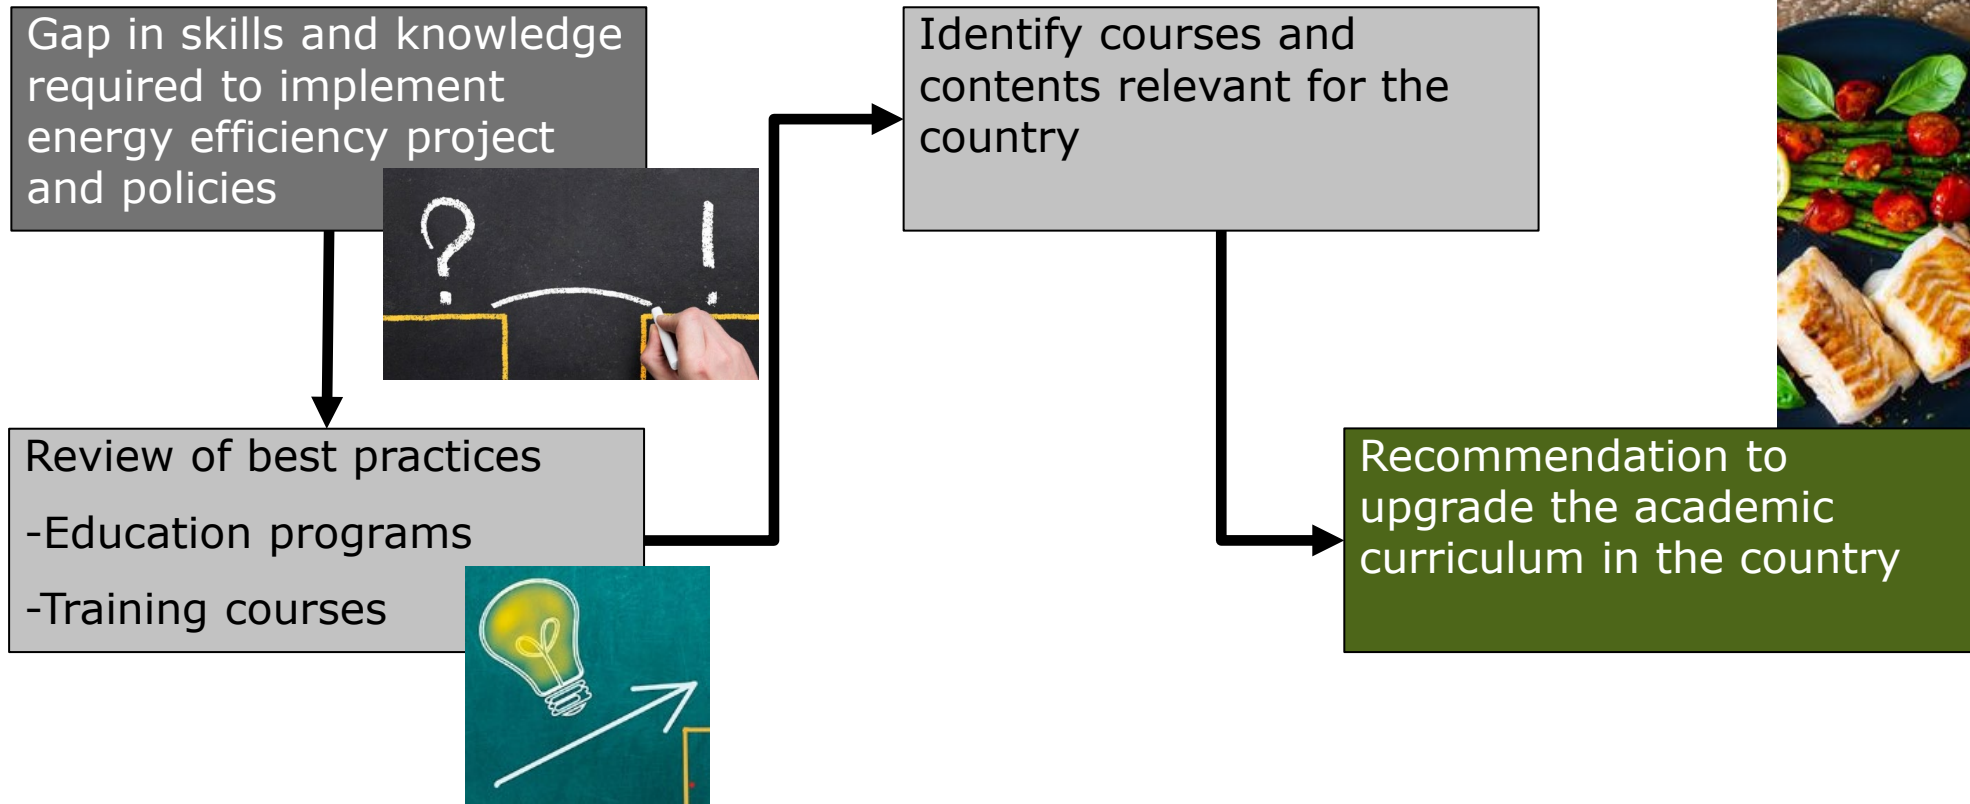 Gap in skills and knowledge
required to implement
energy efficiency project
and policies
? !
Review of best practices
-Education programs
-Training courses
Identify courses and
contents relevant for the
country
Recommendation to
upgrade the academic
curriculum in the country